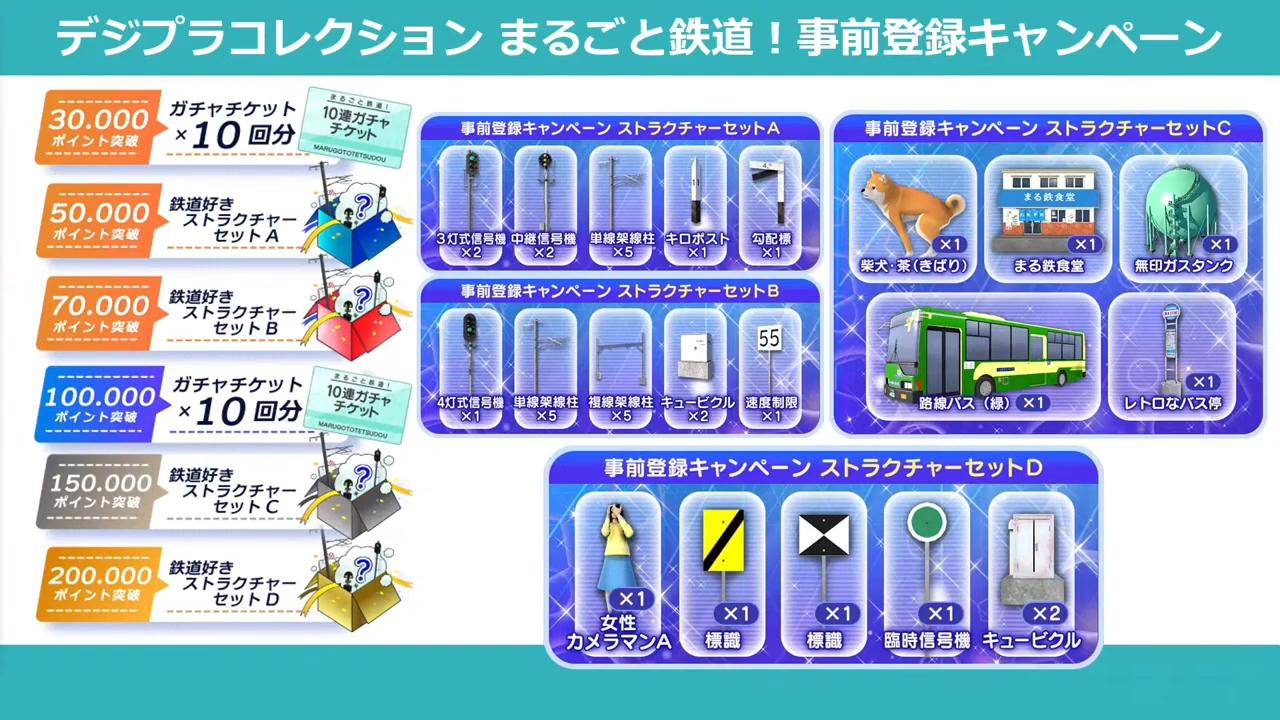 デジプラコレクション まるごと鉄道！事前登録キャンペーン
30.000
ポイント突破
ガチャチケット
×10回分
まるごと鉄道！
10連ガチャ
チケット
MARUGOTOTETSUDOU
50.000
ポイント突破
鉄道好き
ストラクチャー
セットA
?
70.000
ポイント突破
鉄道好き
ストラクチャー
セットB
?
100.000
ポイント突破
ガチャチケット
×10回分
まるごと鉄道！
10連ガチャ
チケット
MARUGOTOTETSUDOU
150.000
ポイント突破
鉄道好き
ストラクチャー
セットC
?
200.000
ポイント突破
鉄道好き
ストラクチャー
セットD
?
事前登録キャンペーン ストラクチャーセットA
3灯式信号機
×2
中継信号機
×2
単線架線柱
×5
キロポスト
×1
勾配標
×1
事前登録キャンペーン ストラクチャーセットB
4灯式信号機
×1
単線架線柱
×5
複線架線柱
×5
キュービクル
×2
55
速度制限
×1
事前登録キャンペーン ストラクチャーセットC
×1
柴犬・茶（きばり）
まる鉄食堂
×1
まる鉄食堂
×1
無印ガスタンク
路線バス（緑） ×1
×1
レトロなバス停
事前登録キャンペーン ストラクチャーセットD
×1
女性
カメラマンA
×1
標識
×1
標識
×1
臨時信号機
×2
キュービクル